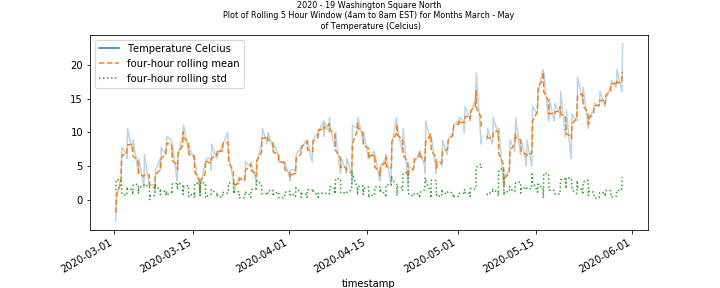 2020 - 19 Washington Square North
Plot of Rolling 5 Hour Window (4am to 8am EST) for Months March - May
of Temperature (Celcius)
Temperature Celcius
four-hour rolling mean
four-hour rolling std
20
15
10
5
0
2020-03-01
2020-03-15
2020-04-01
2020-04-15
2020-05-01
2020-05-15
2020-06-01
timestamp